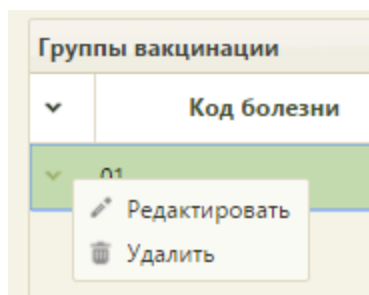 Группы вакцинации
Код болезни
01
Редактировать
Удалить